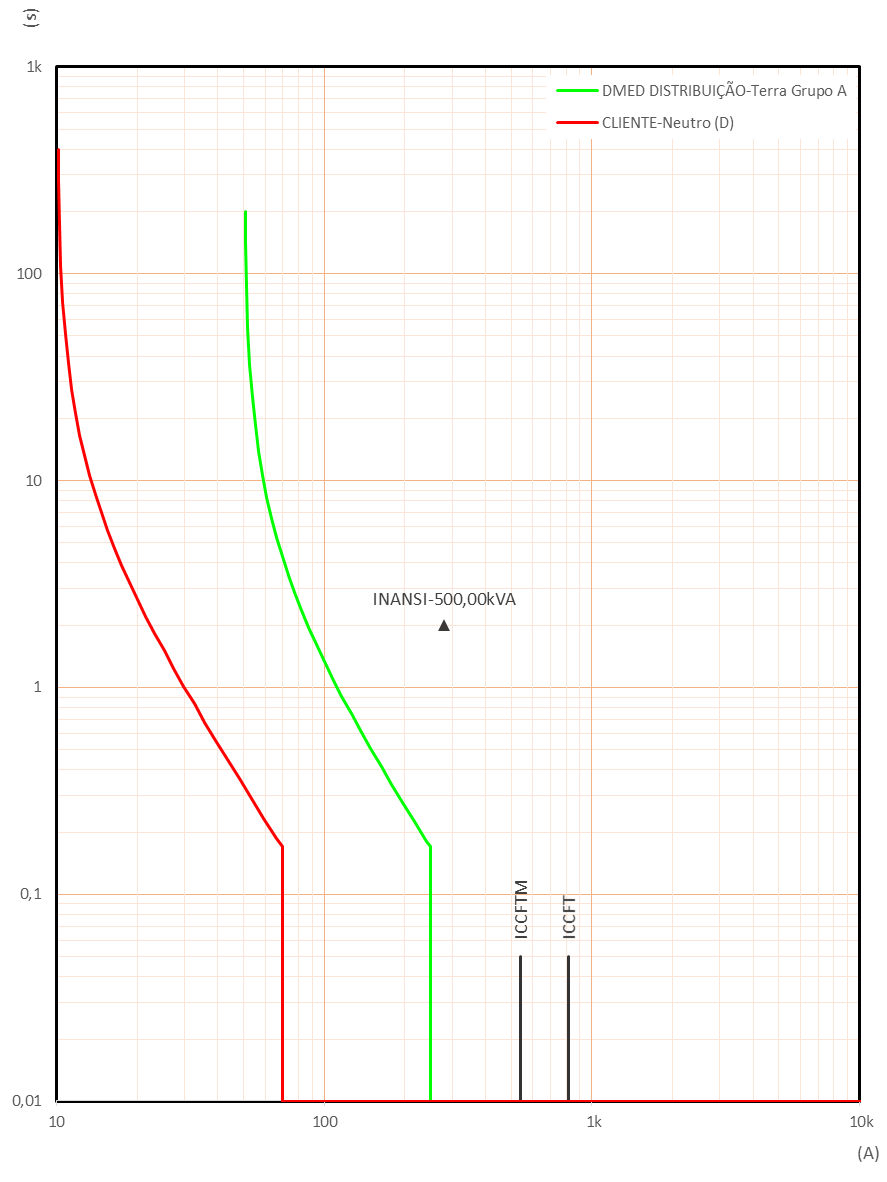 (s)
1k
DMED DISTRIBUIÇÃO-Terra Grupo A
CLIENTE-Neutro (D)
100
10
INANSI-500,00kVA
1
0,1
ICCFTM
ICCFT
0,01
10
100
1k
10k
(A)